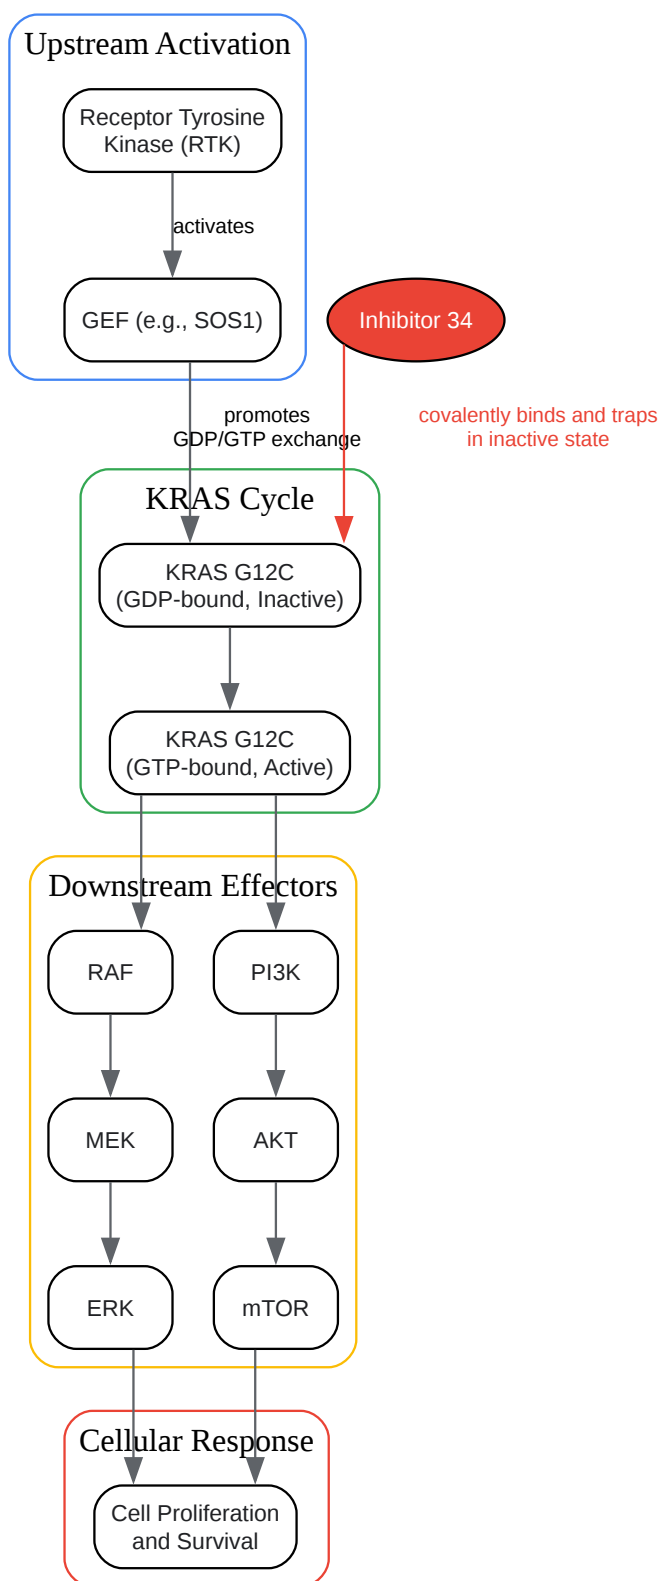 Upstream Activation
Receptor Tyrosine
Kinase (RTK)
activates
GEF (e.g., SOS1)
Inhibitor 34
promotes
GDP/GTP exchange
covalently binds and traps
in inactive state
KRAS Cycle
KRAS G12C
(GDP-bound, Inactive)
KRAS G12C
(GTP-bound, Active)
Downstream Effectors
RAF
PI3K
MEK
AKT
ERK
mTOR
Cellular Response
Cell Proliferation
and Survival